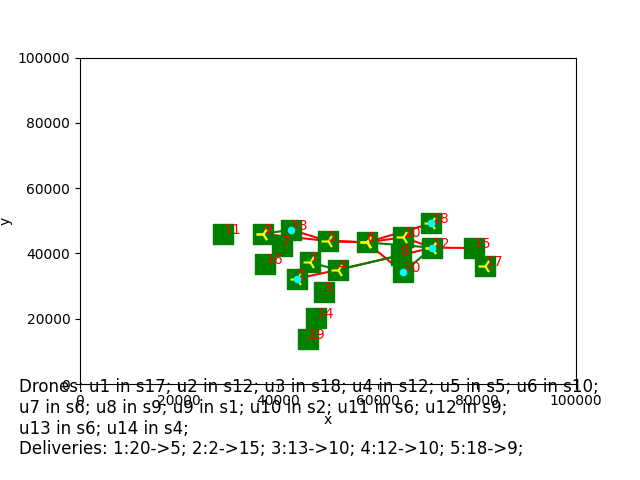 100000
80000
60000
40000
20000
0
0 20000 40000 60000 80000 100000
x
y
11
3
18
10
12
15
17
16
20
14
19
Drones: u1 in s17; u2 in s12; u3 in s18; u4 in s12; u5 in s5; u6 in s10;
u7 in s6; u8 in s9; u9 in s1; u10 in s2; u11 in s6; u12 in s9;
u13 in s6; u14 in s4;
Deliveries: 1:20->5; 2:2->15; 3:13->10; 4:12->10; 5:18->9;